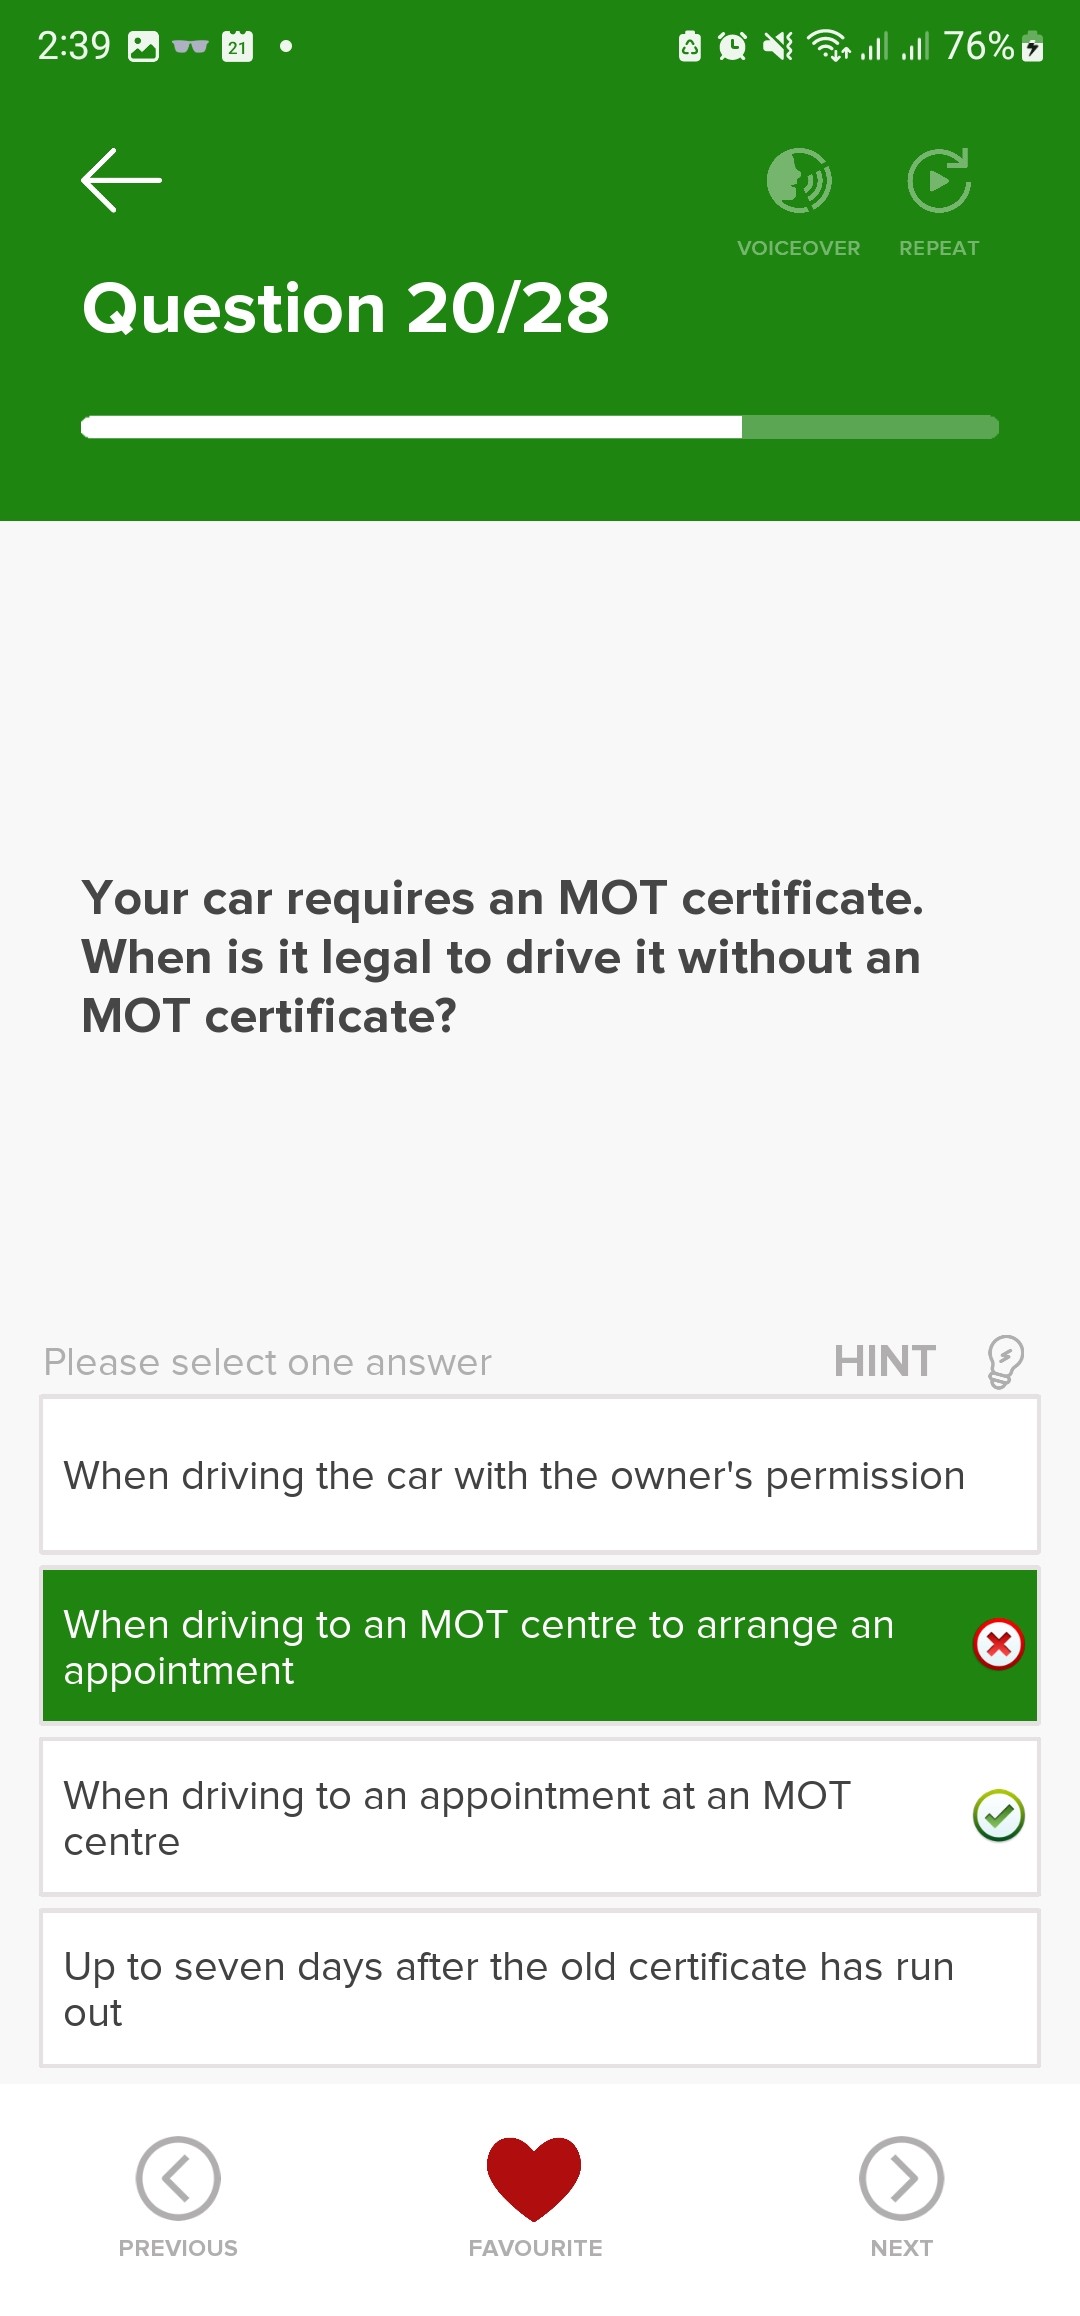 2:39
21
76%
VOICEOVER
REPEAT
Question 20/28
Your car requires an MOT certificate.
When is it legal to drive it without an
MOT certificate?
Please select one answer
HINT
When driving the car with the owner's permission
When driving to an MOT centre to arrange an
appointment
When driving to an appointment at an MOT
centre
Up to seven days after the old certificate has run
out
PREVIOUS
FAVOURITE
NEXT